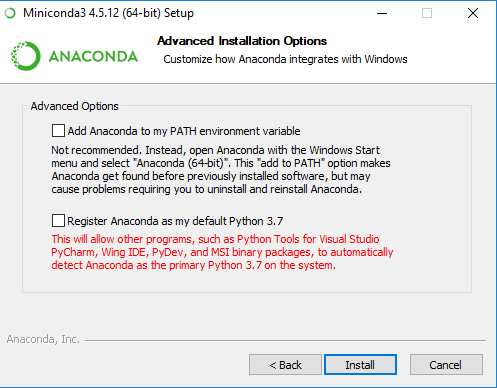 Miniconda3 4.5.12 (64-bit) Setup
ANACONDA
Advanced Installation Options
Customize how Anaconda integrates with Windows
Advanced Options
Add Anaconda to my PATH environment variable
Not recommended. Instead, open Anaconda with the Windows Start
menu and select "Anaconda (64-bit)". This "add to PATH" option makes
Anaconda get found before previously installed software, but may
cause problems requiring you to uninstall and reinstall Anaconda.
Register Anaconda as my default Python 3.7
This will allow other programs, such as Python Tools for Visual Studio
PyCharm, Wing IDE, PyDev, and MSI binary packages, to automatically
detect Anaconda as the primary Python 3.7 on the system.
Anaconda, Inc.
< Back
Install
Cancel